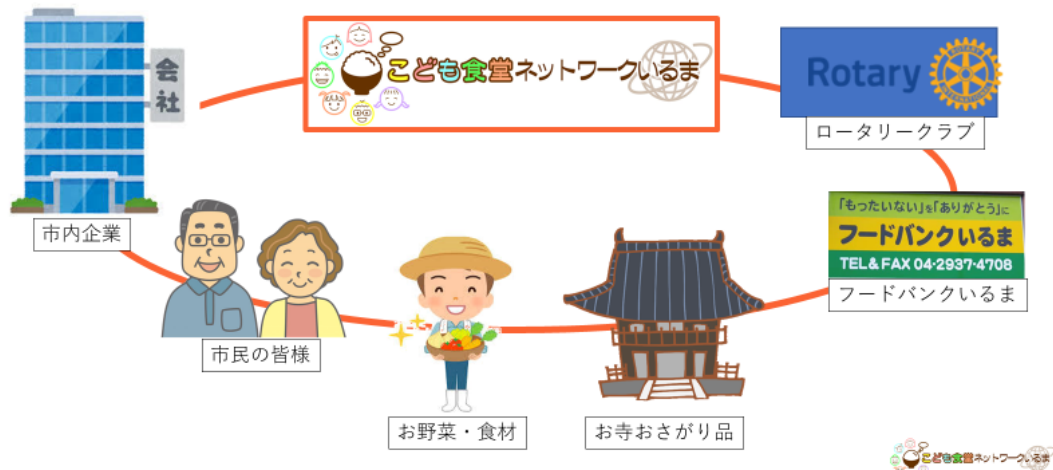 会社
こども食堂ネットワークいるま
Rotary
ROTARY
INTERNATIONAL
ロータリークラブ
市内企業
「もったいない」を「ありがとう」に
フードバンクいるま
TEL&FAX 04-2937-4708
フードバンクいるま
市民の皆様
お野菜・食材
お寺おさがり品
こども食堂ネットワークいるま